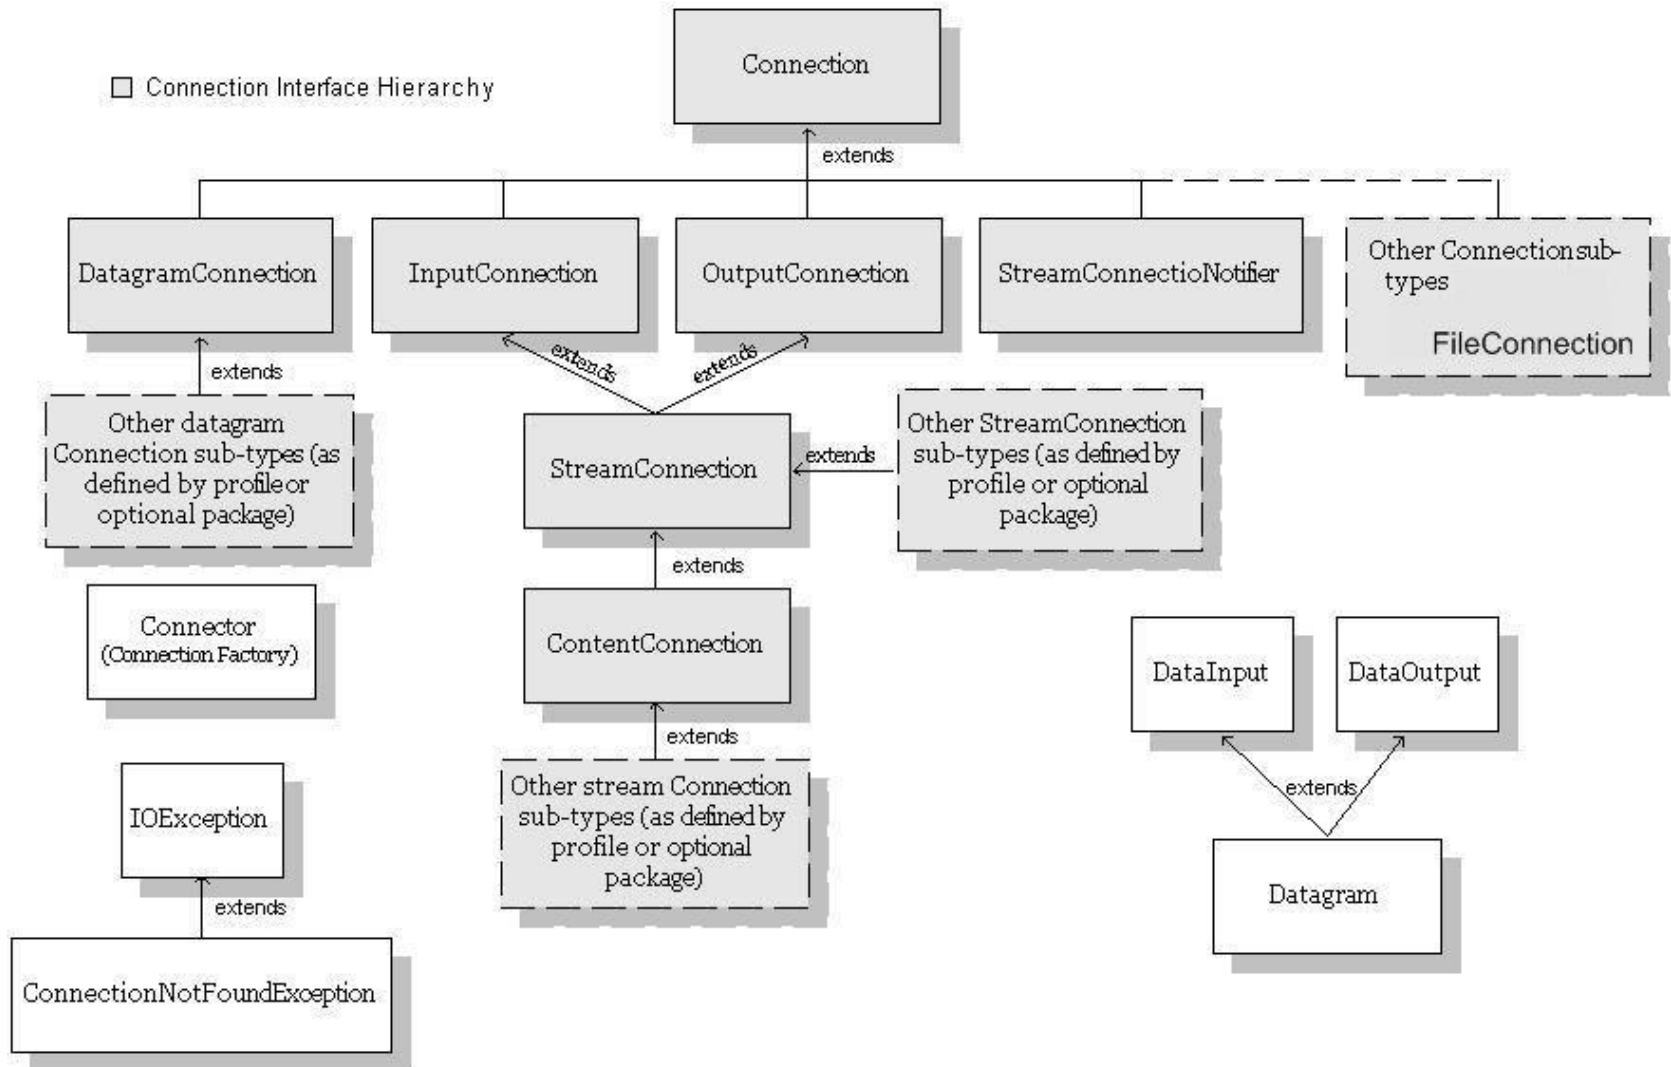 Connection
Connection Interface Hierarchy
extends
DatagramConnection
InputConnection
OutputConnection
StreamConnectioNotifier
Other Connection sub-
types
FileConnection
extends
extends
extends
Other datagram
Connection sub-types (as
defined by profile or
optional package)
StreamConnection
extends
Other StreamConnection
sub-types (as defined by
profile or optional
package)
extends
Connector
(Connection Factory)
ContentConnection
DataInput
DataOutput
extends
extends
IOException
Other stream Connection
sub-types (as defined by
profile or optional
package)
extends
Datagram
ConnectionNotFoundException